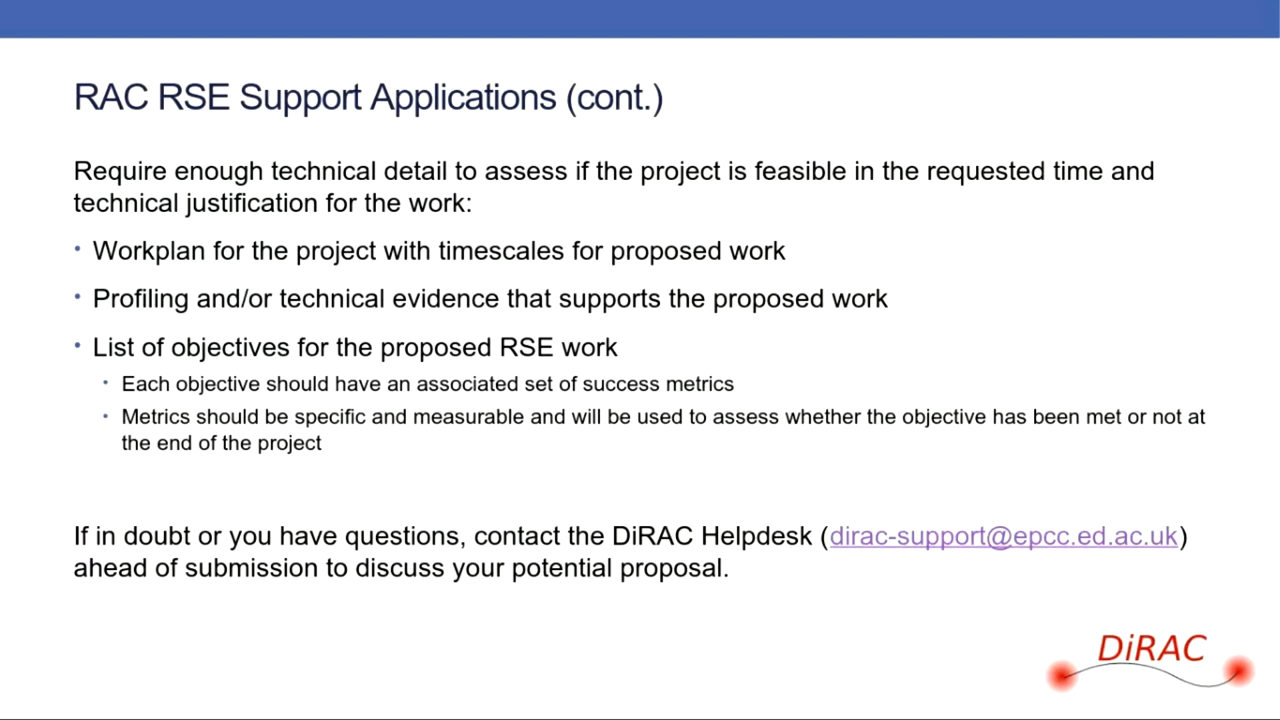 RAC RSE Support Applications (cont.)
Require enough technical detail to assess if the project is feasible in the requested time and
technical justification for the work:
• Workplan for the project with timescales for proposed work
• Profiling and/or technical evidence that supports the proposed work
• List of objectives for the proposed RSE work
• Each objective should have an associated set of success metrics
• Metrics should be specific and measurable and will be used to assess whether the objective has been met or not at
the end of the project
If in doubt or you have questions, contact the DiRAC Helpdesk (dirac-support@epcc.ed.ac.uk)
ahead of submission to discuss your potential proposal.
DiRAC